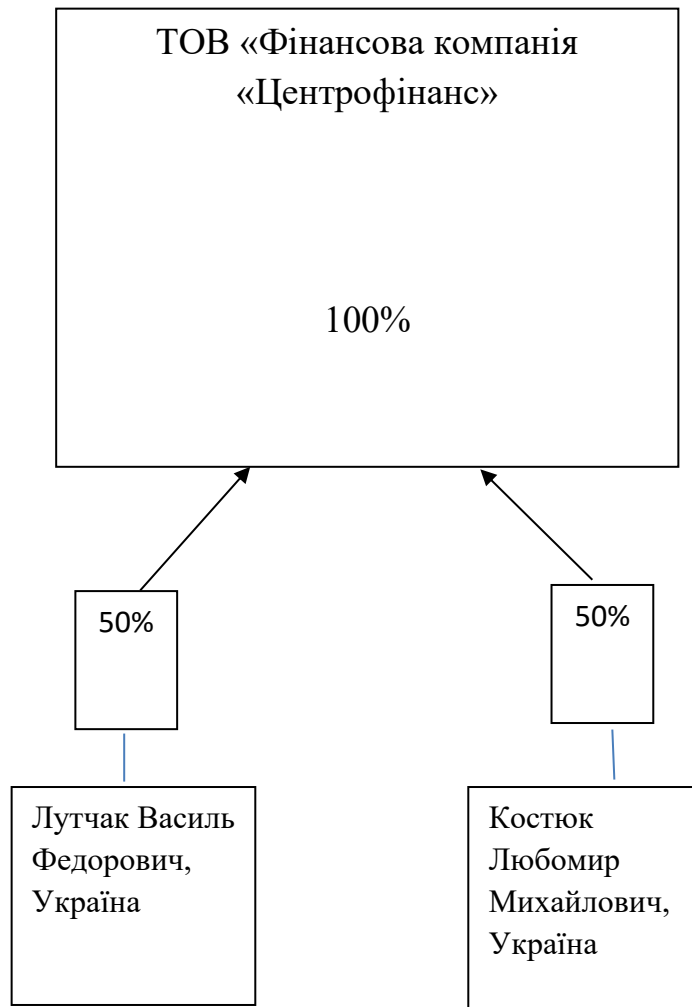 ТОВ «Фінансова компанія
«Центрофінанс»
100%
50%
50%
Лутчак Василь
Федорович,
Україна
Костюк
Любомир
Михайлович,
Україна